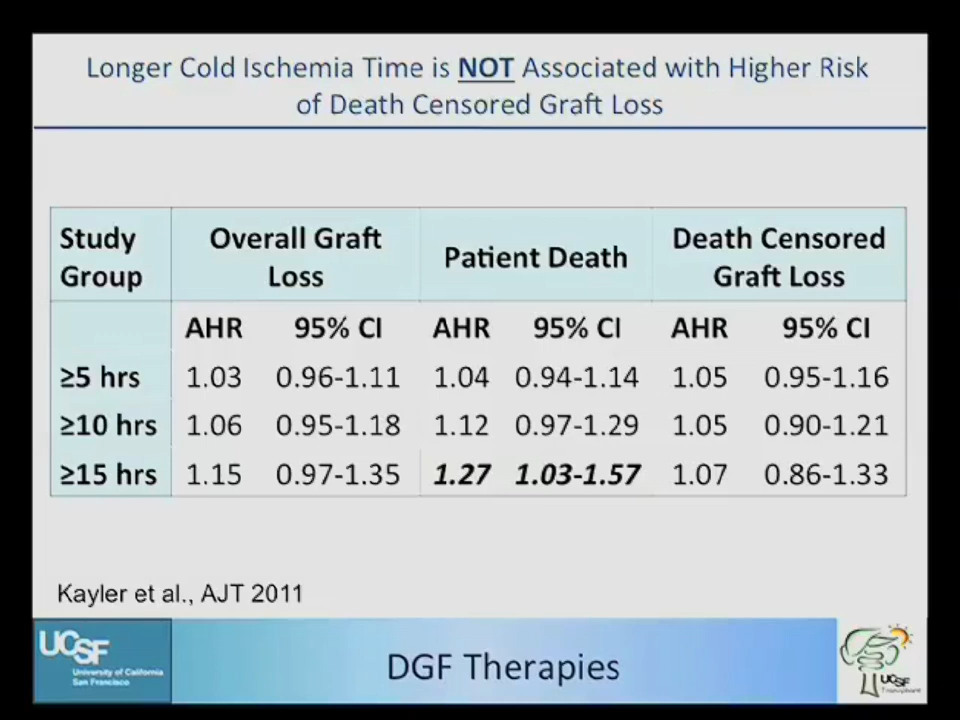 Longer Cold Ischemia Time is NOT Associated with Higher Risk
of Death Censored Graft Loss
Study Group Overall Graft Loss Patient Death Death Censored Graft Loss
AHR 95% CI AHR 95% CI AHR 95% CI
≥5 hrs 1.03 0.96-1.11 1.04 0.94-1.14 1.05 0.95-1.16
≥10 hrs 1.06 0.95-1.18 1.12 0.97-1.29 1.05 0.90-1.21
≥15 hrs 1.15 0.97-1.35 1.27 1.03-1.57 1.07 0.86-1.33
Kayler et al., AJT 2011
UCSF
University of California
San Francisco
DGF Therapies
UCSF
Transplant